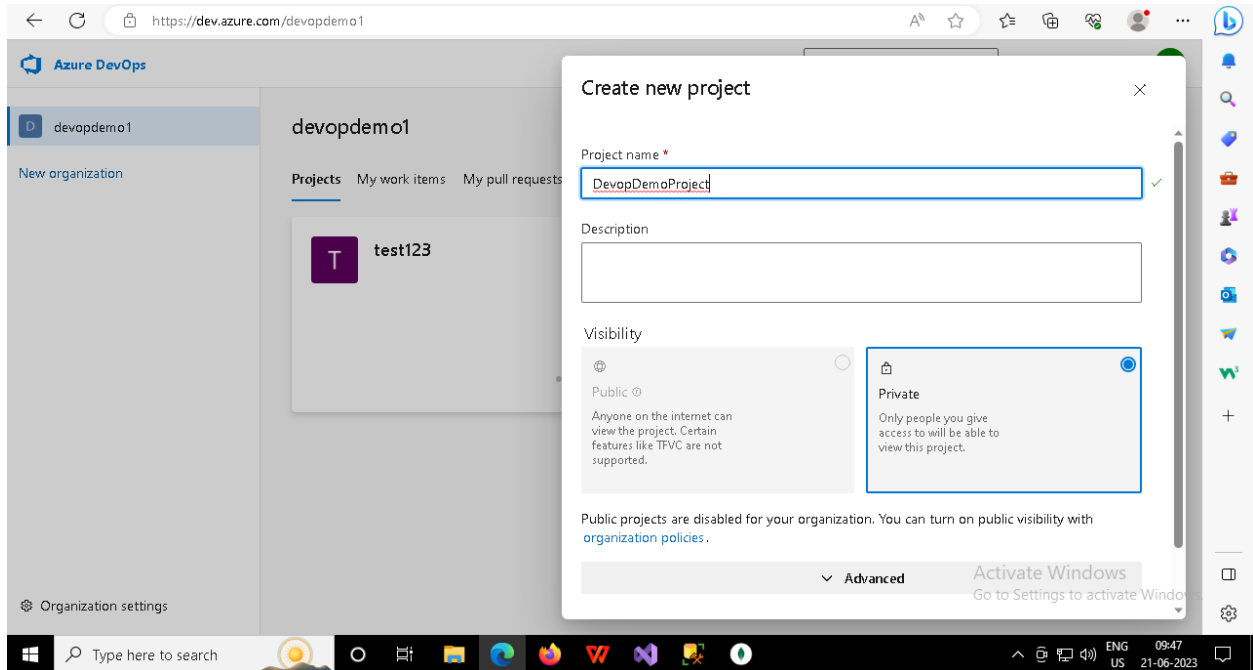 https://dev.azure.com/devopdemo1
Azure DevOps
D devopdemo1
New organization
devopdemo1
Projects My work items My pull requests
T test123
Organization settings
Create new project
Project name *
DevopDemoProject
Description
Visibility
Public
Anyone on the internet can
view the project. Certain
features like TFVC are not
supported.
Private
Only people you give
access to will be able to
view this project.
Public projects are disabled for your organization. You can turn on public visibility with
organization policies.
Advanced
Activate Windows
Go to Settings to activate Windows.
Type here to search
ENG
US
09:47
21-06-2023